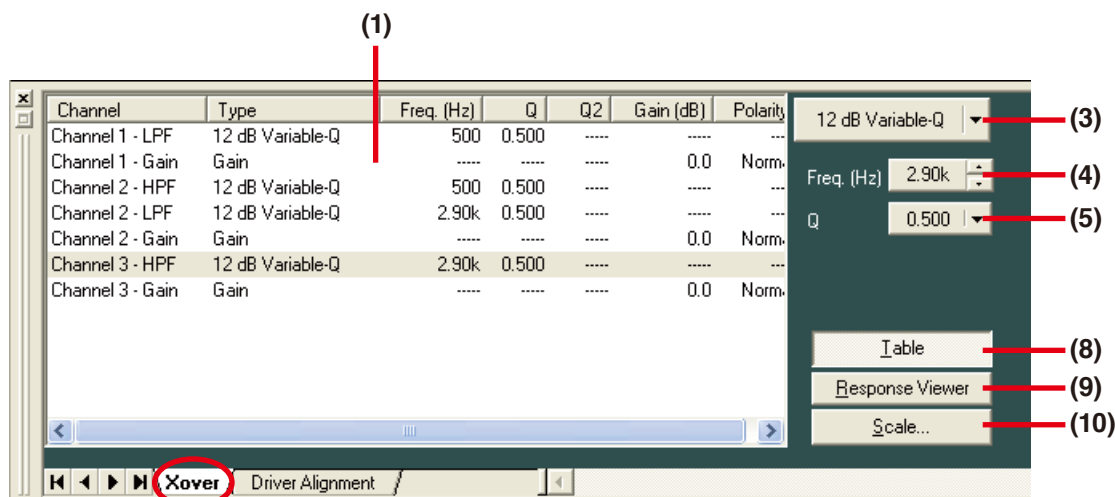 (1)
Channel Type Freq. (Hz) Q Q2 Gain (dB) Polarity
Channel 1 - LPF 12 dB Variable-Q 500 0.500 ----- ----- ---
Channel 1 - Gain Gain ----- ----- ----- 0.0 Norm
Channel 2 - HPF 12 dB Variable-Q 500 0.500 ----- ----- ---
Channel 2 - LPF 12 dB Variable-Q 2.90k 0.500 ----- ----- ---
Channel 2 - Gain Gain ----- ----- ----- 0.0 Norm
Channel 3 - HPF 12 dB Variable-Q 2.90k 0.500 ----- ----- ---
Channel 3 - Gain Gain ----- ----- ----- 0.0 Norm
12 dB Variable-Q (3)
Freq. (Hz) 2.90k (4)
Q 0.500 (5)
Table (8)
Response Viewer (9)
Scale... (10)
Xover Driver Alignment